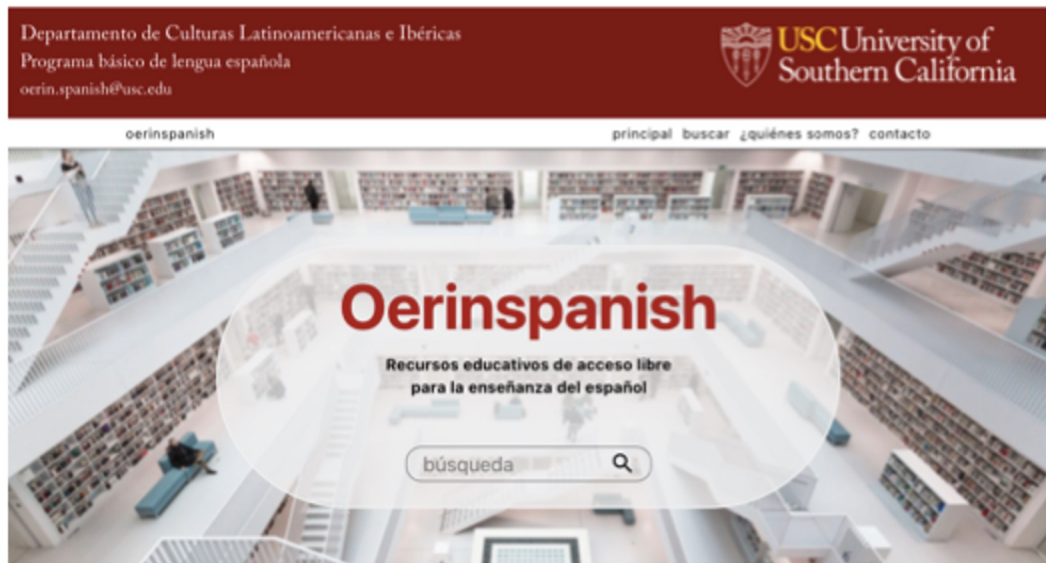 Departamento de Culturas Latinoamericanas e Ibéricas
Programa básico de lengua española
oerin.spanish@usc.edu
USC University of
Southern California
oerinspanish
principal buscar ¿quiénes somos? contacto
Oerinspanish
Recursos educativos de acceso libre
para la enseñanza del español
búsqueda